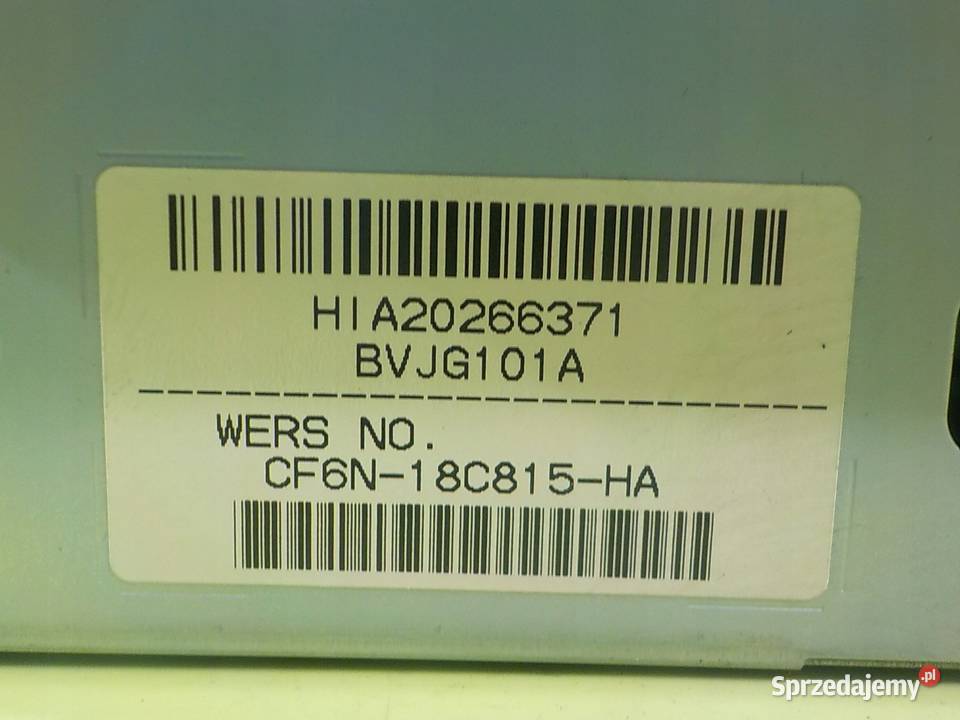 HIA20266371
BVJG101A
WERS NO.
CF6N-18C815-HA
Sprzedajemy.pl